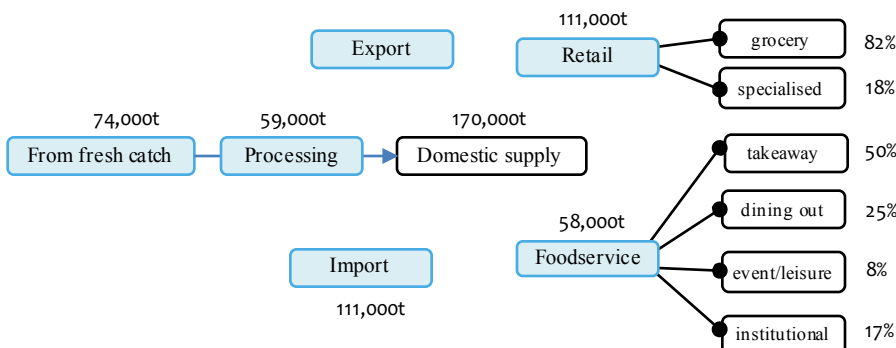 111,000t
Export
Retail
grocery
82%
specialised
18%
74,000t
59,000t
170,000t
From fresh catch
Processing
Domestic supply
takeaway
50%
dining out
25%
58,000t
Foodservice
Import
event/leisure
8%
111,000t
institutional
17%